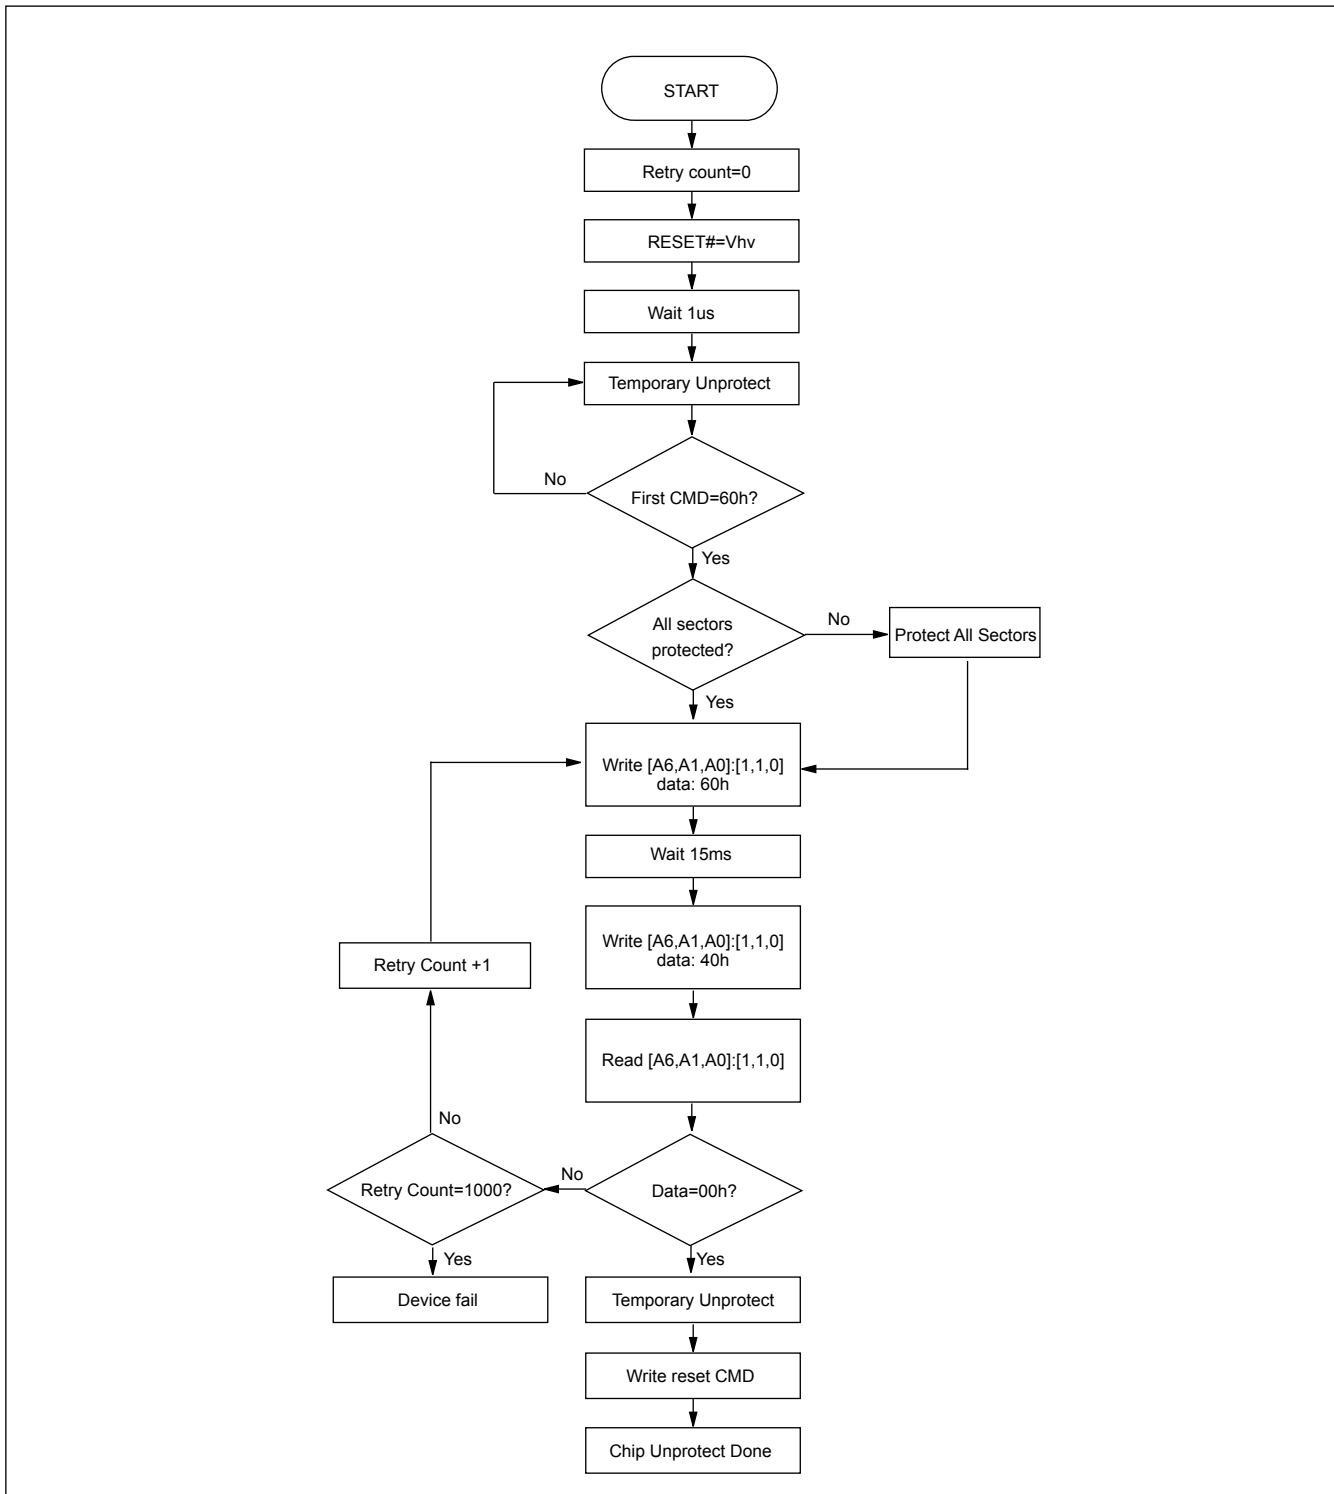 START
Retry count=0
RESET#=Vhv
Wait 1us
Temporary Unprotect
No
First CMD=60h?
Yes
All sectors
protected?
No
Protect All Sectors
Yes
Write [A6,A1,A0]:[1,1,0]
data: 60h
Wait 15ms
Write [A6,A1,A0]:[1,1,0]
data: 40h
Retry Count +1
Read [A6,A1,A0]:[1,1,0]
No
Retry Count=1000?
No
Data=00h?
Yes
Yes
Device fail
Temporary Unprotect
Write reset CMD
Chip Unprotect Done